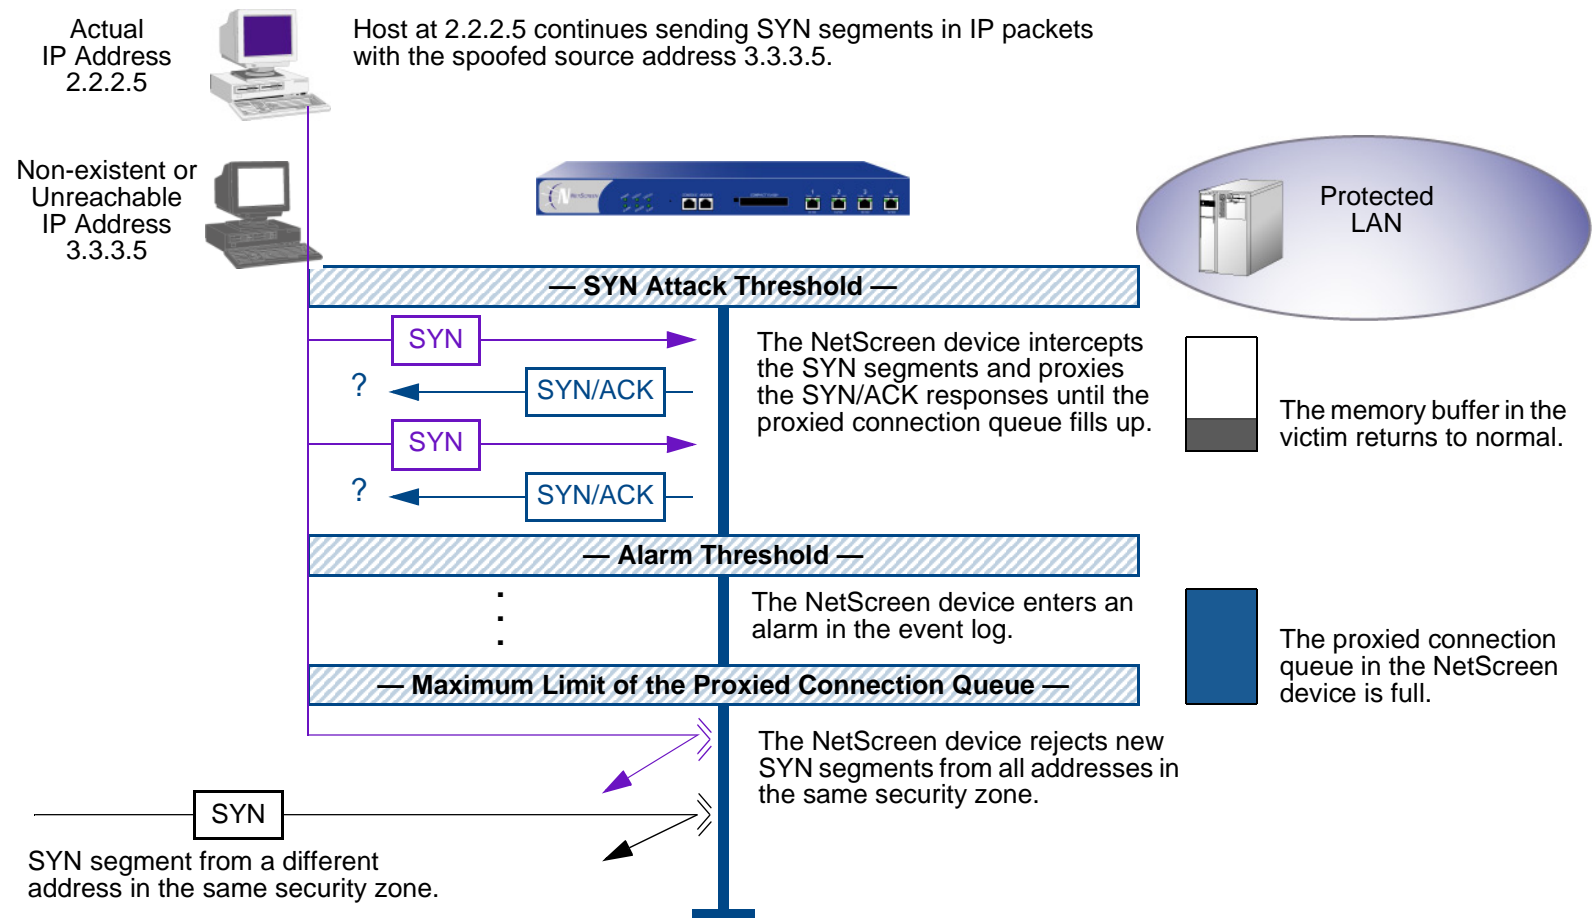 Actual
IP Address
2.2.2.5
Host at 2.2.2.5 continues sending SYN segments in IP packets
with the spoofed source address 3.3.3.5.
Non-existent or
Unreachable
IP Address
3.3.3.5
NetScreen
1 2 3 4
Protected
LAN
— SYN Attack Threshold —
SYN
? SYN/ACK
SYN
? SYN/ACK
The NetScreen device intercepts
the SYN segments and proxies
the SYN/ACK responses until the
proxied connection queue fills up.
The memory buffer in the
victim returns to normal.
— Alarm Threshold —
The NetScreen device enters an
alarm in the event log.
The proxied connection
queue in the NetScreen
device is full.
— Maximum Limit of the Proxied Connection Queue —
The NetScreen device rejects new
SYN segments from all addresses in
the same security zone.
SYN
SYN segment from a different
address in the same security zone.